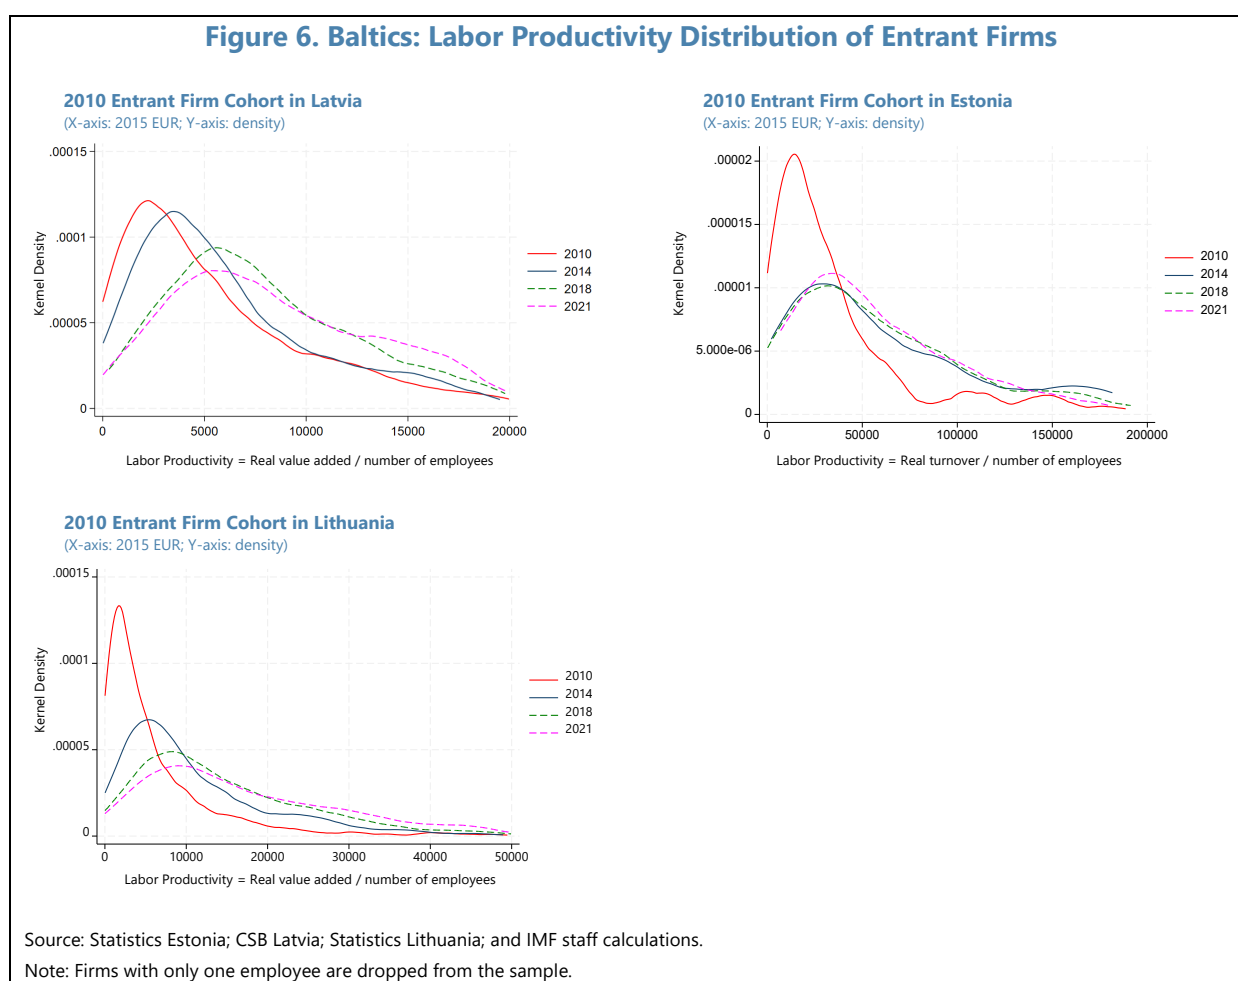 Figure 6. Baltics: Labor Productivity Distribution of Entrant Firms
2010 Entrant Firm Cohort in Latvia
(X-axis: 2015 EUR; Y-axis: density)
.00015
.0001
.00005
0
Kernel Density
0 5000 10000 15000 20000
Labor Productivity = Real value added / number of employees
2010
2014
2018
2021
2010 Entrant Firm Cohort in Estonia
(X-axis: 2015 EUR; Y-axis: density)
.00002
.000015
.00001
5.000e-06
0
Kernel Density
0 50000 100000 150000 200000
Labor Productivity = Real turnover / number of employees
2010
2014
2018
2021
2010 Entrant Firm Cohort in Lithuania
(X-axis: 2015 EUR; Y-axis: density)
.00015
.0001
.00005
0
Kernel Density
0 10000 20000 30000 40000 50000
Labor Productivity = Real value added / number of employees
2010
2014
2018
2021
Source: Statistics Estonia; CSB Latvia; Statistics Lithuania; and IMF staff calculations.
Note: Firms with only one employee are dropped from the sample.